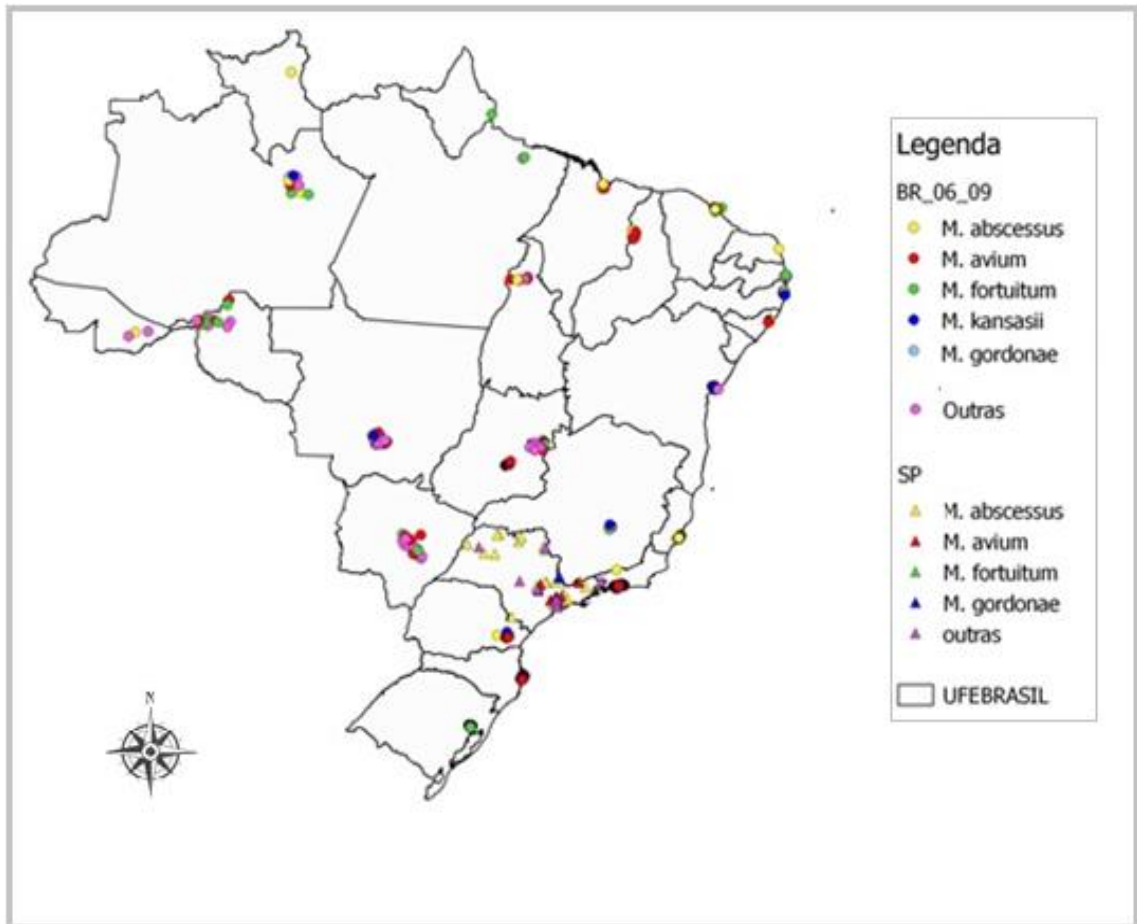 Legenda
BR_06_09
M. abscessus
M. avium
M. fortuitum
M. kansasii
M. gordonae
Outras
SP
M. abscessus
M. avium
M. fortuitum
M. gordonae
outras
UFEBRASIL
N